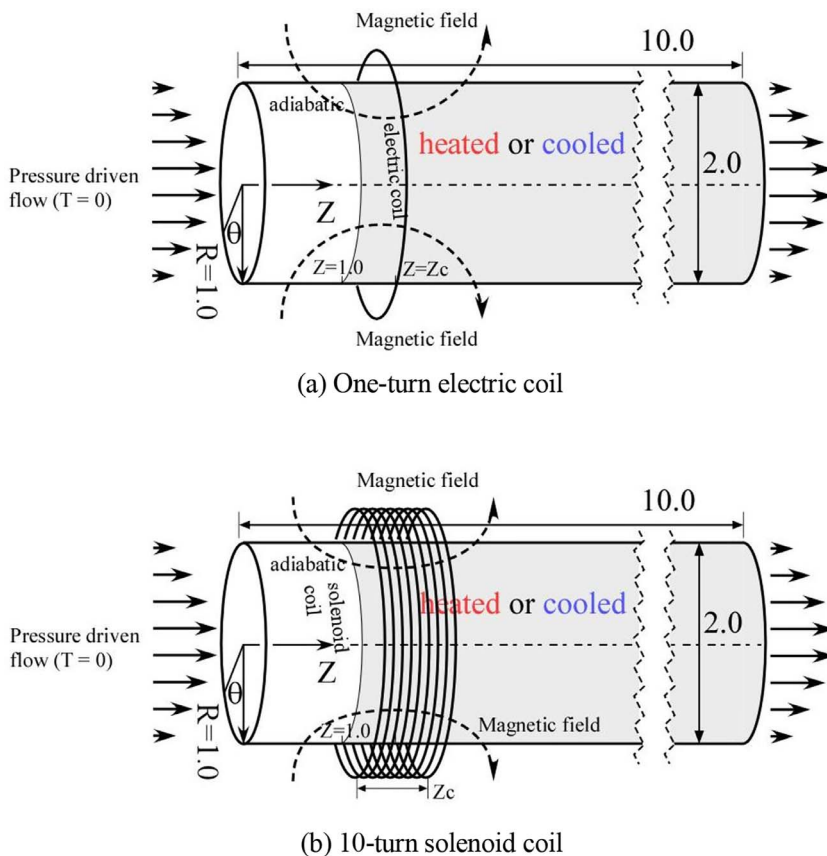 Magnetic field
10.0
adiabatic
electric coil
heated or cooled
2.0
Pressure driven
flow (T = 0)
Z
θ
R=1.0
Z=1.0
Z=Zc
Magnetic field
(a) One-turn electric coil
Magnetic field
10.0
adiabatic
solenoid
coil
heated or cooled
2.0
Pressure driven
flow (T = 0)
Z
θ
R=1.0
Z=1.0
Magnetic field
Zc
(b) 10-turn solenoid coil